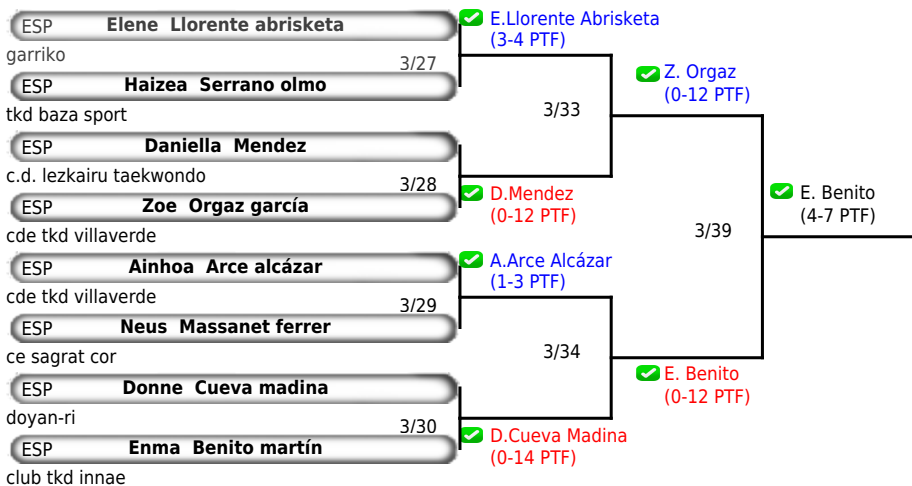 ESP Elene Llorente abrisketa
garriko
3/27
ESP Haizea Serrano olmo
tkd baza sport
ESP Daniella Mendez
c.d. lezkairu taekwondo
3/28
ESP Zoe Orgaz garcía
cde tkd villaverde
ESP Ainhoa Arce alcázar
cde tkd villaverde
3/29
ESP Neus Massanet ferrer
ce sagrat cor
ESP Donne Cueva madina
doyan-ri
3/30
ESP Enma Benito martín
club tkd innae
E.Llorente Abrisketa
(3-4 PTF)
3/33
D.Mendez
(0-12 PTF)
A.Arce Alcázar
(1-3 PTF)
3/34
D.Cueva Madina
(0-14 PTF)
Z. Orgaz
(0-12 PTF)
3/39
E. Benito
(0-12 PTF)
E. Benito
(4-7 PTF)